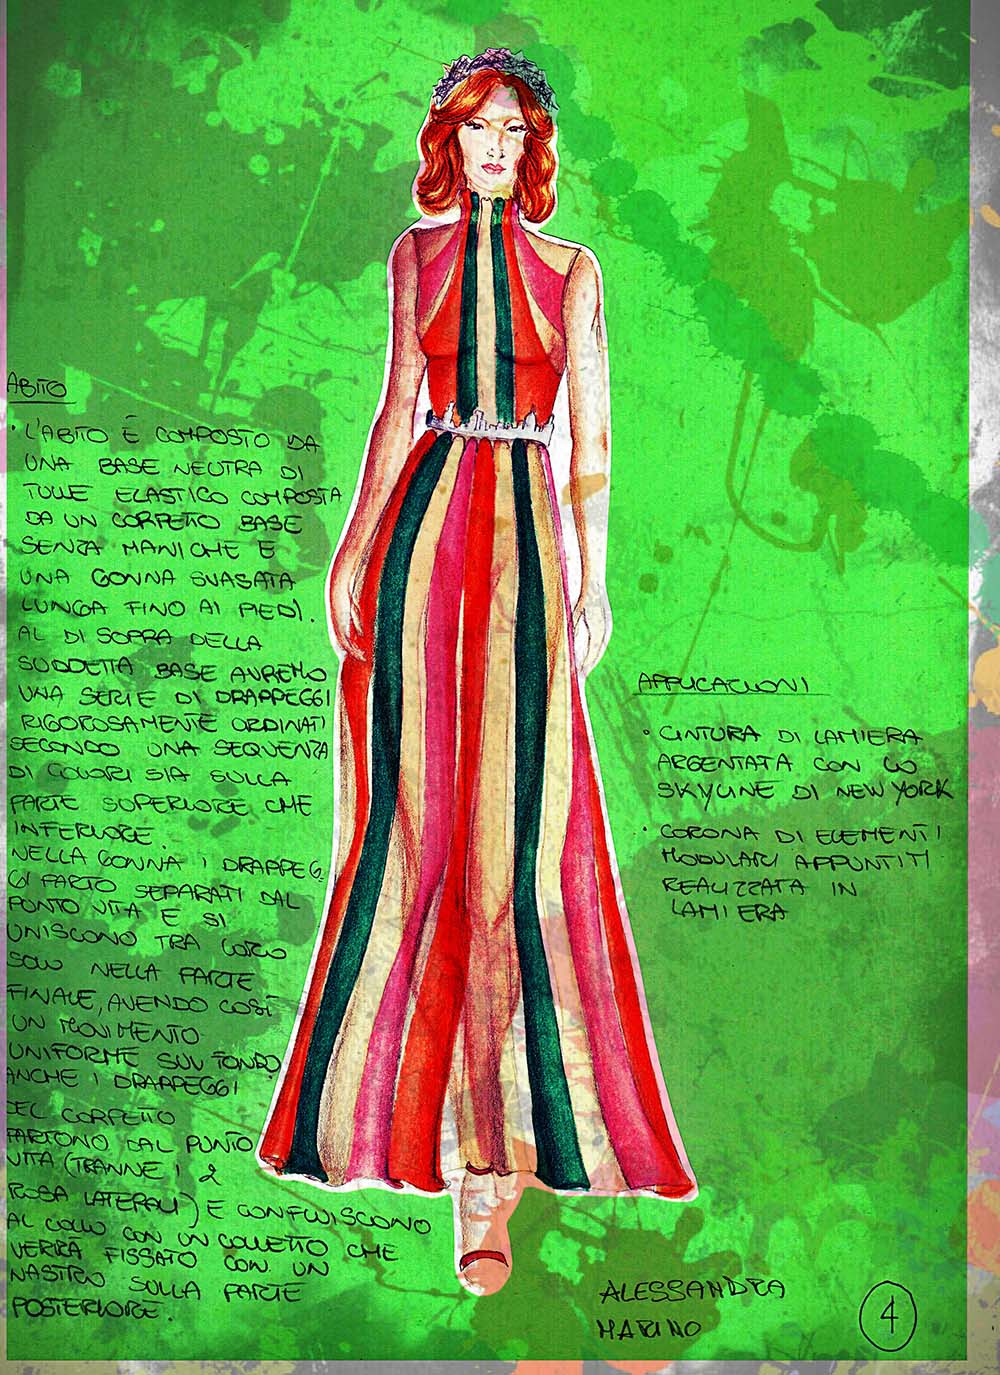 ABITO
• L'ABITO È COMPOSTO DA
UNA BASE NEUTRA DI
TULLE ELASTICO COMPOSTA
DA UN CORPETTO BASE
SENZA MANICHE E
UNA GONNA SVASATA
LUNGA FINO AI PIEDI.
AL DI SOPRA DELLA
SUDDETTA BASE AVREMO
UNA SERIE DI DRAPPEGGI
RIGOROSAMENTE ORDINATI
SECONDO UNA SEQUENZA
DI COLORI SIA SULLA
PARTE SUPERIORE CHE
INFERIORE.
NELLA GONNA I DRAPPEG
GI PARTO SEPARATI DAL
PUNTO VITA E SI
UNISCONO TRA LORO
SOLO NELLA PARTE
FINALE, AVENDO COSÌ
UN MOVIMENTO
UNIFORME SUL FONDO.
ANCHE I DRAPPEGGI
DEL CORPETTO
PARTONO DAL PUNTO
VITA (TRANNE I 2
ROSA LATERALI) E CONFLUISCONO
AL COLLO CON UN COLLETTO CHE
VERRÀ FISSATO CON UN
NASTRO SULLA PARTE
POSTERIORE.
APPLICAZIONI
• CINTURA DI LAMIERA
ARGENTATA CON LO
SKYLINE DI NEW YORK
• CORONA DI ELEMENTI
MODULARI APPUNTITI
REALIZZATA IN
LAMIERA
ALESSANDRA
MARINO
4